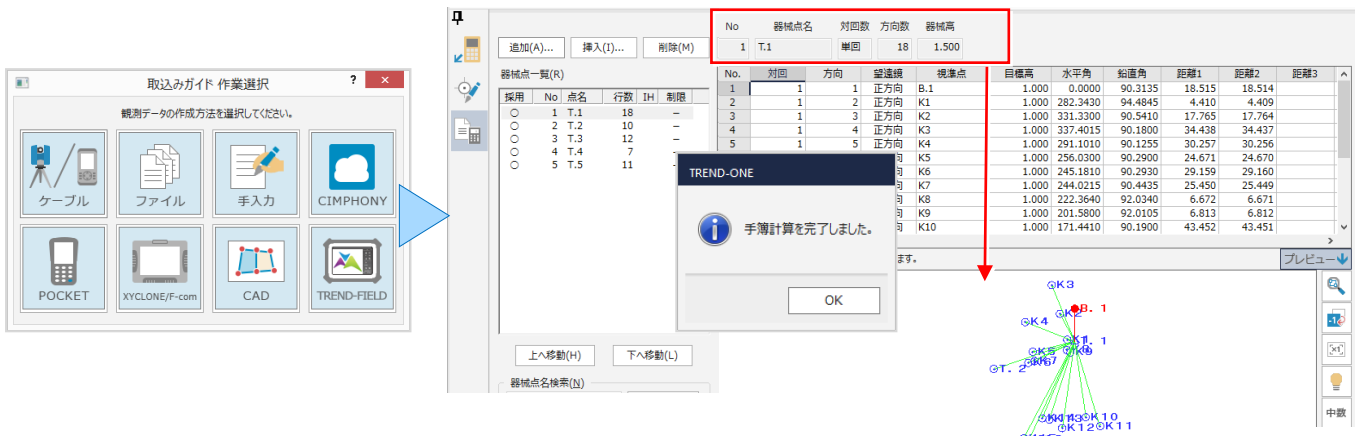 取込みガイド 作業選択
? ×
観測データの作成方法を選択してください。
ケーブル
ファイル
手入力
CIMPHONY
POCKET
XYCLONE/F-com
CAD
TREND-FIELD
追加(A)... 挿入(I)... 削除(M)
器械点一覧(R)
採用 No 点名 行数 IH 制限
○ 1 T.1 18 –
○ 2 T.2 10 –
○ 3 T.3 12 –
○ 4 T.4 7 –
○ 5 T.5 11
上へ移動(H) 下へ移動(L)
器械点名検索(N)
No 器械点名 対回数 方向数 器械高
1 T.1 単回 18 1.500
No. 対回 方向 望遠鏡 視準点 目標高 水平角 鉛直角 距離1 距離2 距離3
1 1 1 正方向 B.1 1.000 0.0000 90.3135 18.515 18.514
2 1 2 正方向 K1 1.000 282.3430 94.4845 4.410 4.409
3 1 3 正方向 K2 1.000 331.3300 90.5410 17.765 17.764
4 1 4 正方向 K3 1.000 337.4015 90.1800 34.438 34.437
5 1 5 正方向 K4 1.000 291.1010 90.1255 30.257 30.256
向 K5 1.000 256.0300 90.2900 24.671 24.670
向 K6 1.000 245.1810 90.2930 29.159 29.160
向 K7 1.000 244.0215 90.4435 25.450 25.449
向 K8 1.000 222.3640 92.0340 6.672 6.671
向 K9 1.000 201.5800 92.0105 6.813 6.812
向 K10 1.000 171.4410 90.1900 43.452 43.451
TREND-ONE
手簿計算を完了しました。
OK
ます。
プレビュー
K3
B. 1
K2
K4
K5
K9
T. 2
K10
K12
K11
-1
×1
中数